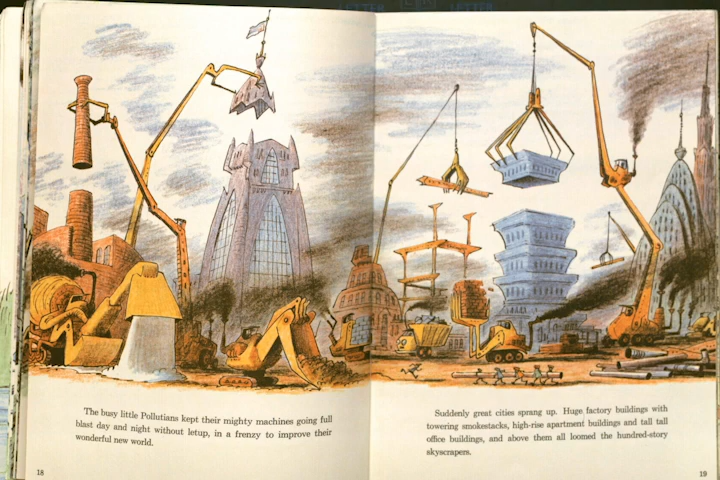 The busy little Pollutians kept their mighty machines going full
blast day and night without letup, in a frenzy to improve their
wonderful new world.
18
Suddenly great cities sprang up. Huge factory buildings with
towering smokestacks, high-rise apartment buildings and tall tall
office buildings, and above them all loomed the hundred-story
skyscrapers.
19